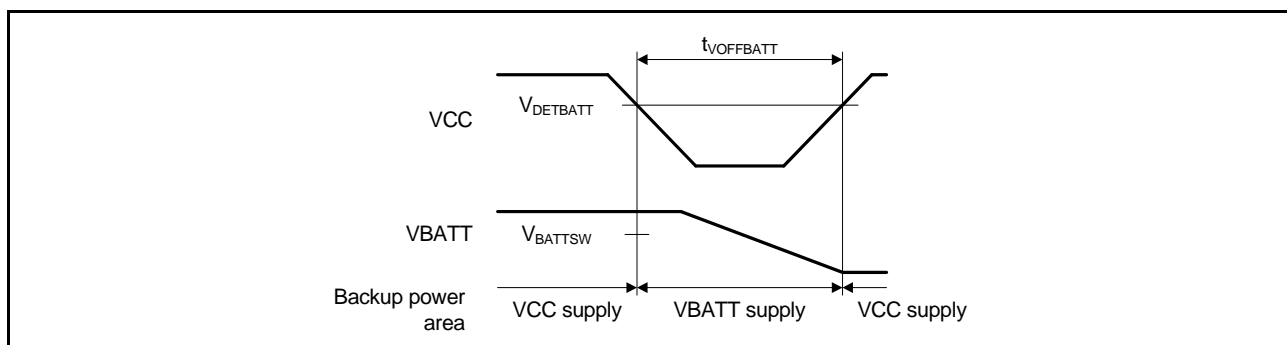 tVOFFBATT
VCC
VDETBATT
VBATT
VBATTSW
Backup power
area
VCC supply
VBATT supply
VCC supply